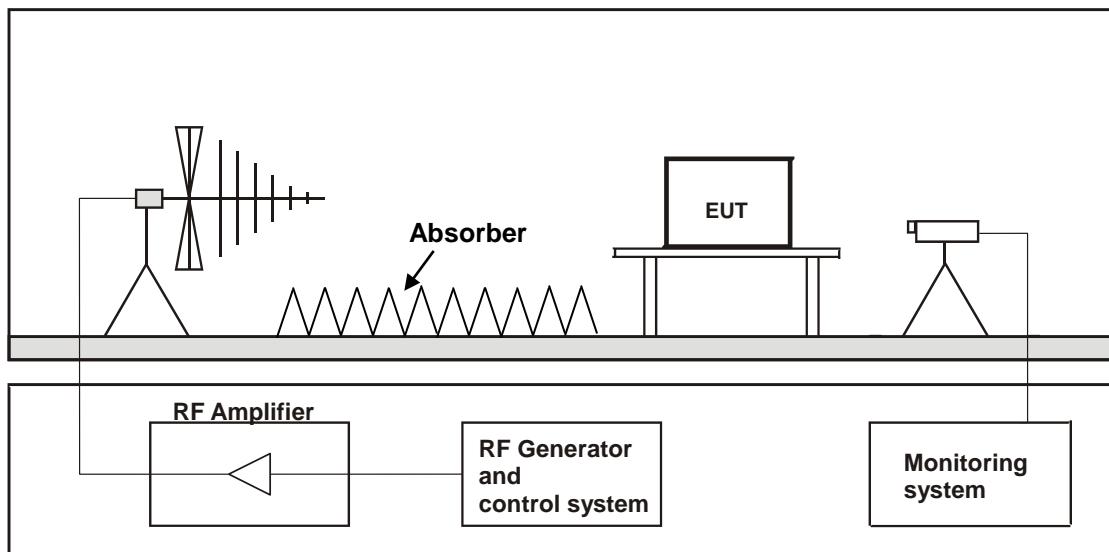 Absorber
EUT
RF Amplifier
RF Generator
and
control system
Monitoring
system